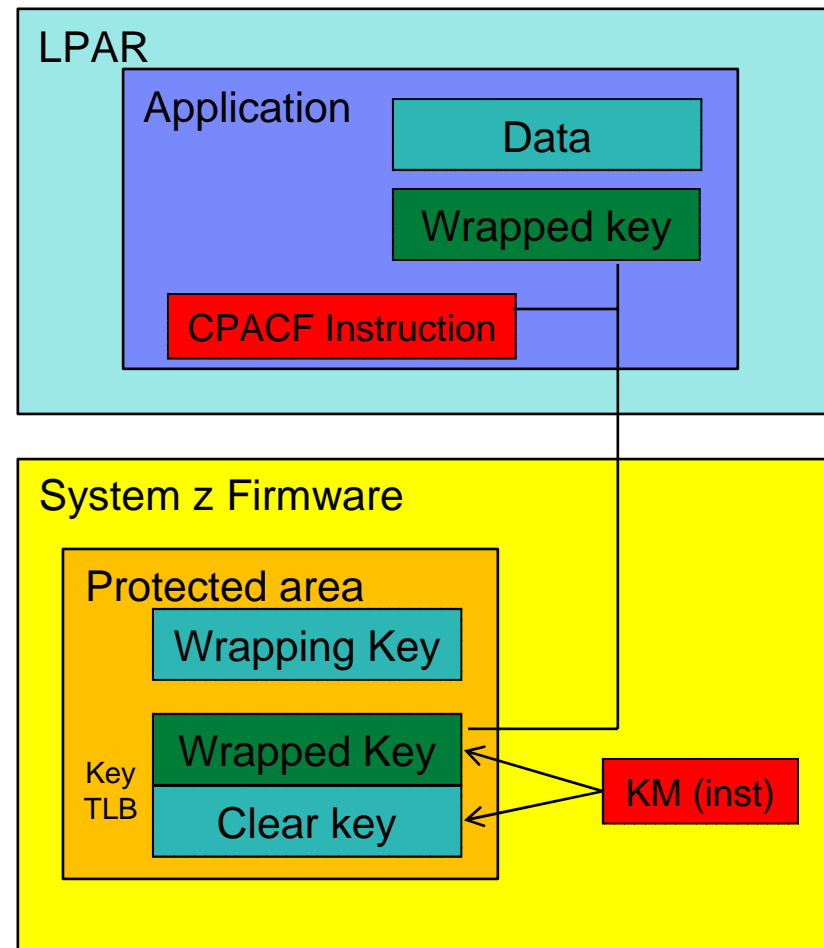 LPAR
Application
Data
Wrapped key
CPACF Instruction
System z Firmware
Protected area
Wrapping Key
Wrapped Key
Key
TLB
Clear key
KM (inst)